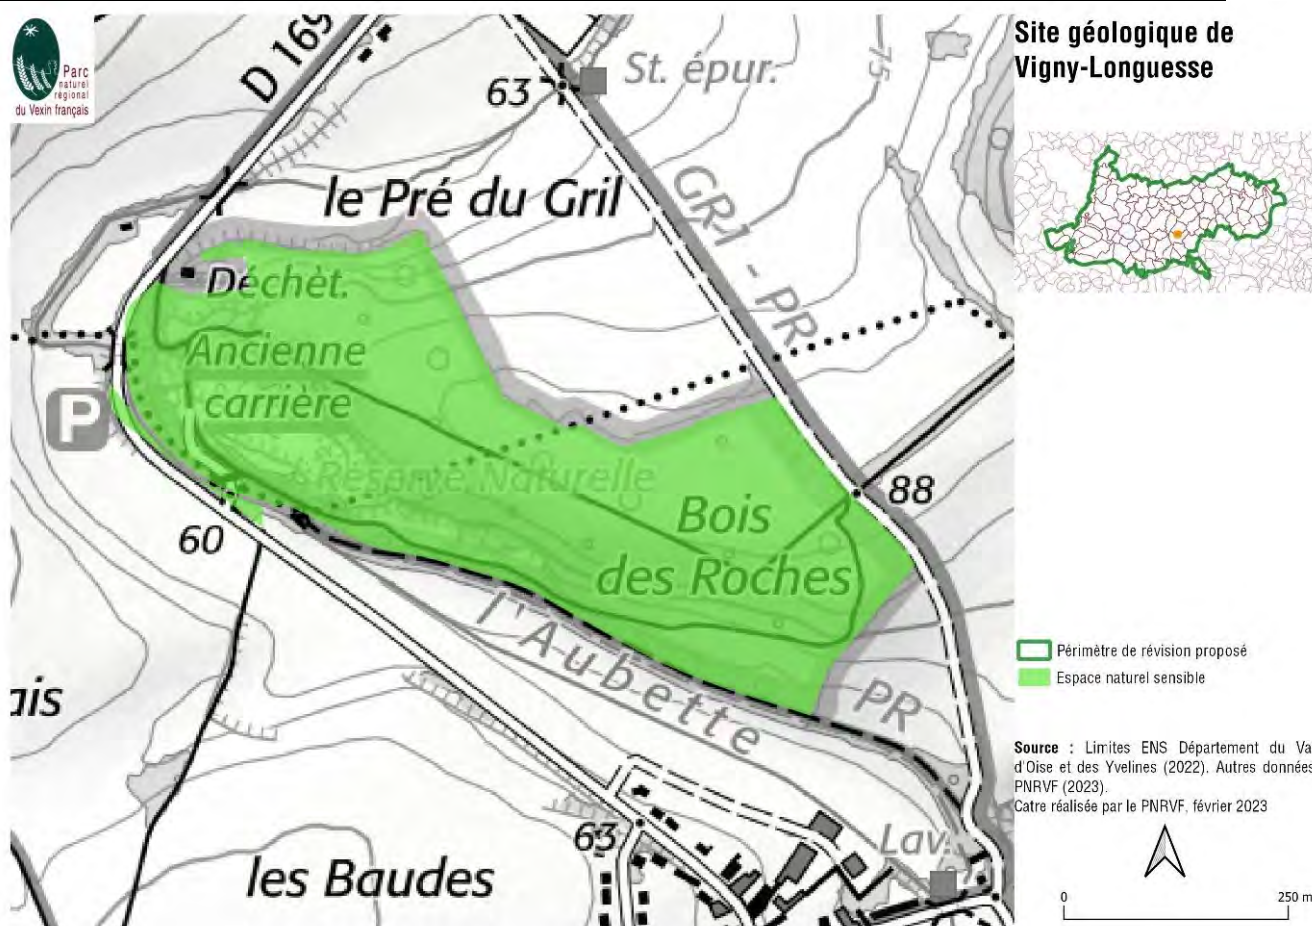 Parc
naturel
régional
du Vexin français
D 169
63
St. épur.
75
le Pré du Gril
GR1 - PR
Déchèt.
Ancienne
carrière
P
Réserve Naturelle
88
Bois
des Roches
60
l'Aubette
PR
ais
63
Lav.
les Baudes
Site géologique de
Vigny-Longuesse
Périmètre de révision proposé
Espace naturel sensible
Source : Limites ENS Département du Va
d'Oise et des Yvelines (2022). Autres données
PNRVF (2023).
Catre réalisée par le PNRVF, février 2023
0 250 m